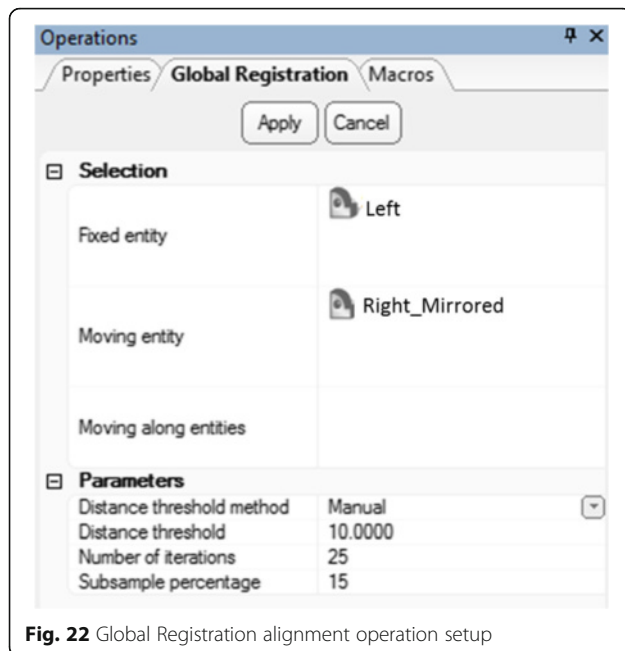 Operations
Properties Global Registration Macros
Apply Cancel
Selection
Fixed entity Left
Moving entity Right_Mirrored
Moving along entities
Parameters
Distance threshold method Manual
Distance threshold 10.0000
Number of iterations 25
Subsample percentage 15
Fig. 22 Global Registration alignment operation setup